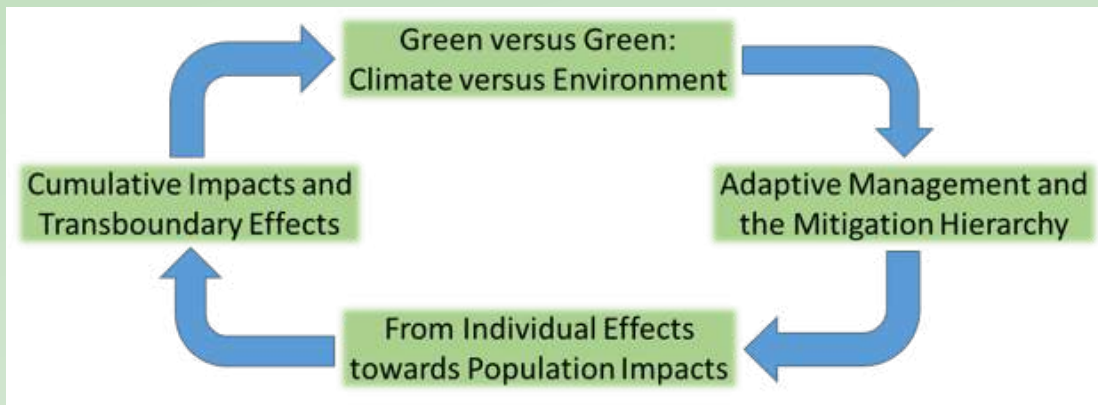 Green versus Green:
Climate versus Environment
Cumulative Impacts and
Transboundary Effects
Adaptive Management and
the Mitigation Hierarchy
From Individual Effects
towards Population Impacts